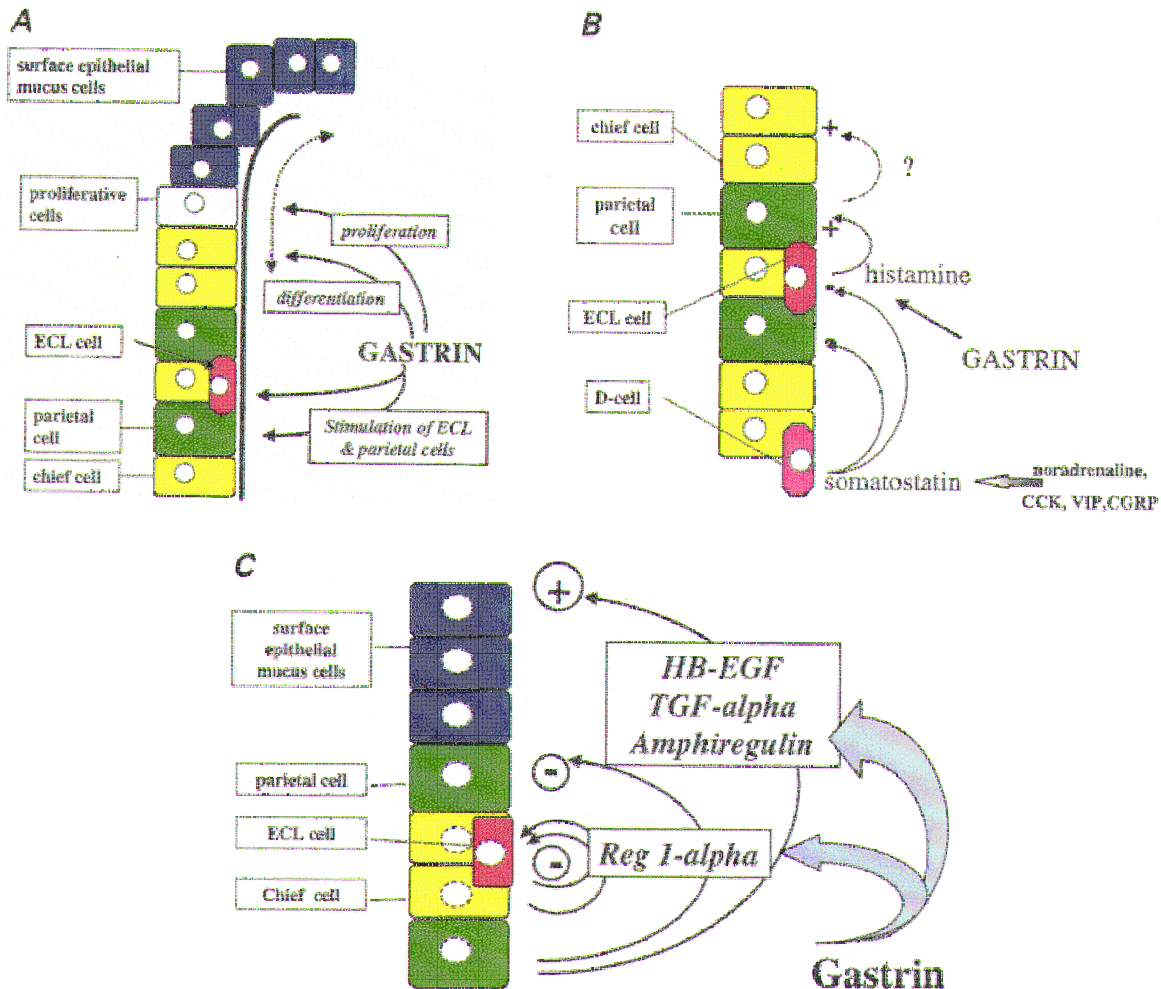 A
surface epithelial
mucus cells
proliferative
cells
proliferation
differentiation
ECL cell
GASTRIN
parietal
cell
Stimulation of ECL
& parietal cells
chief cell
B
chief cell
+
?
parietal
cell
+
histamine
-
ECL cell
GASTRIN
D-cell
somatostatin
noradrenaline,
CCK, VIP,CGRP
C
+
surface
epithelial
mucus cells
HB-EGF
TGF-alpha
Amphiregulin
parietal cell
-
ECL cell
-
Reg 1-alpha
Chief cell
Gastrin